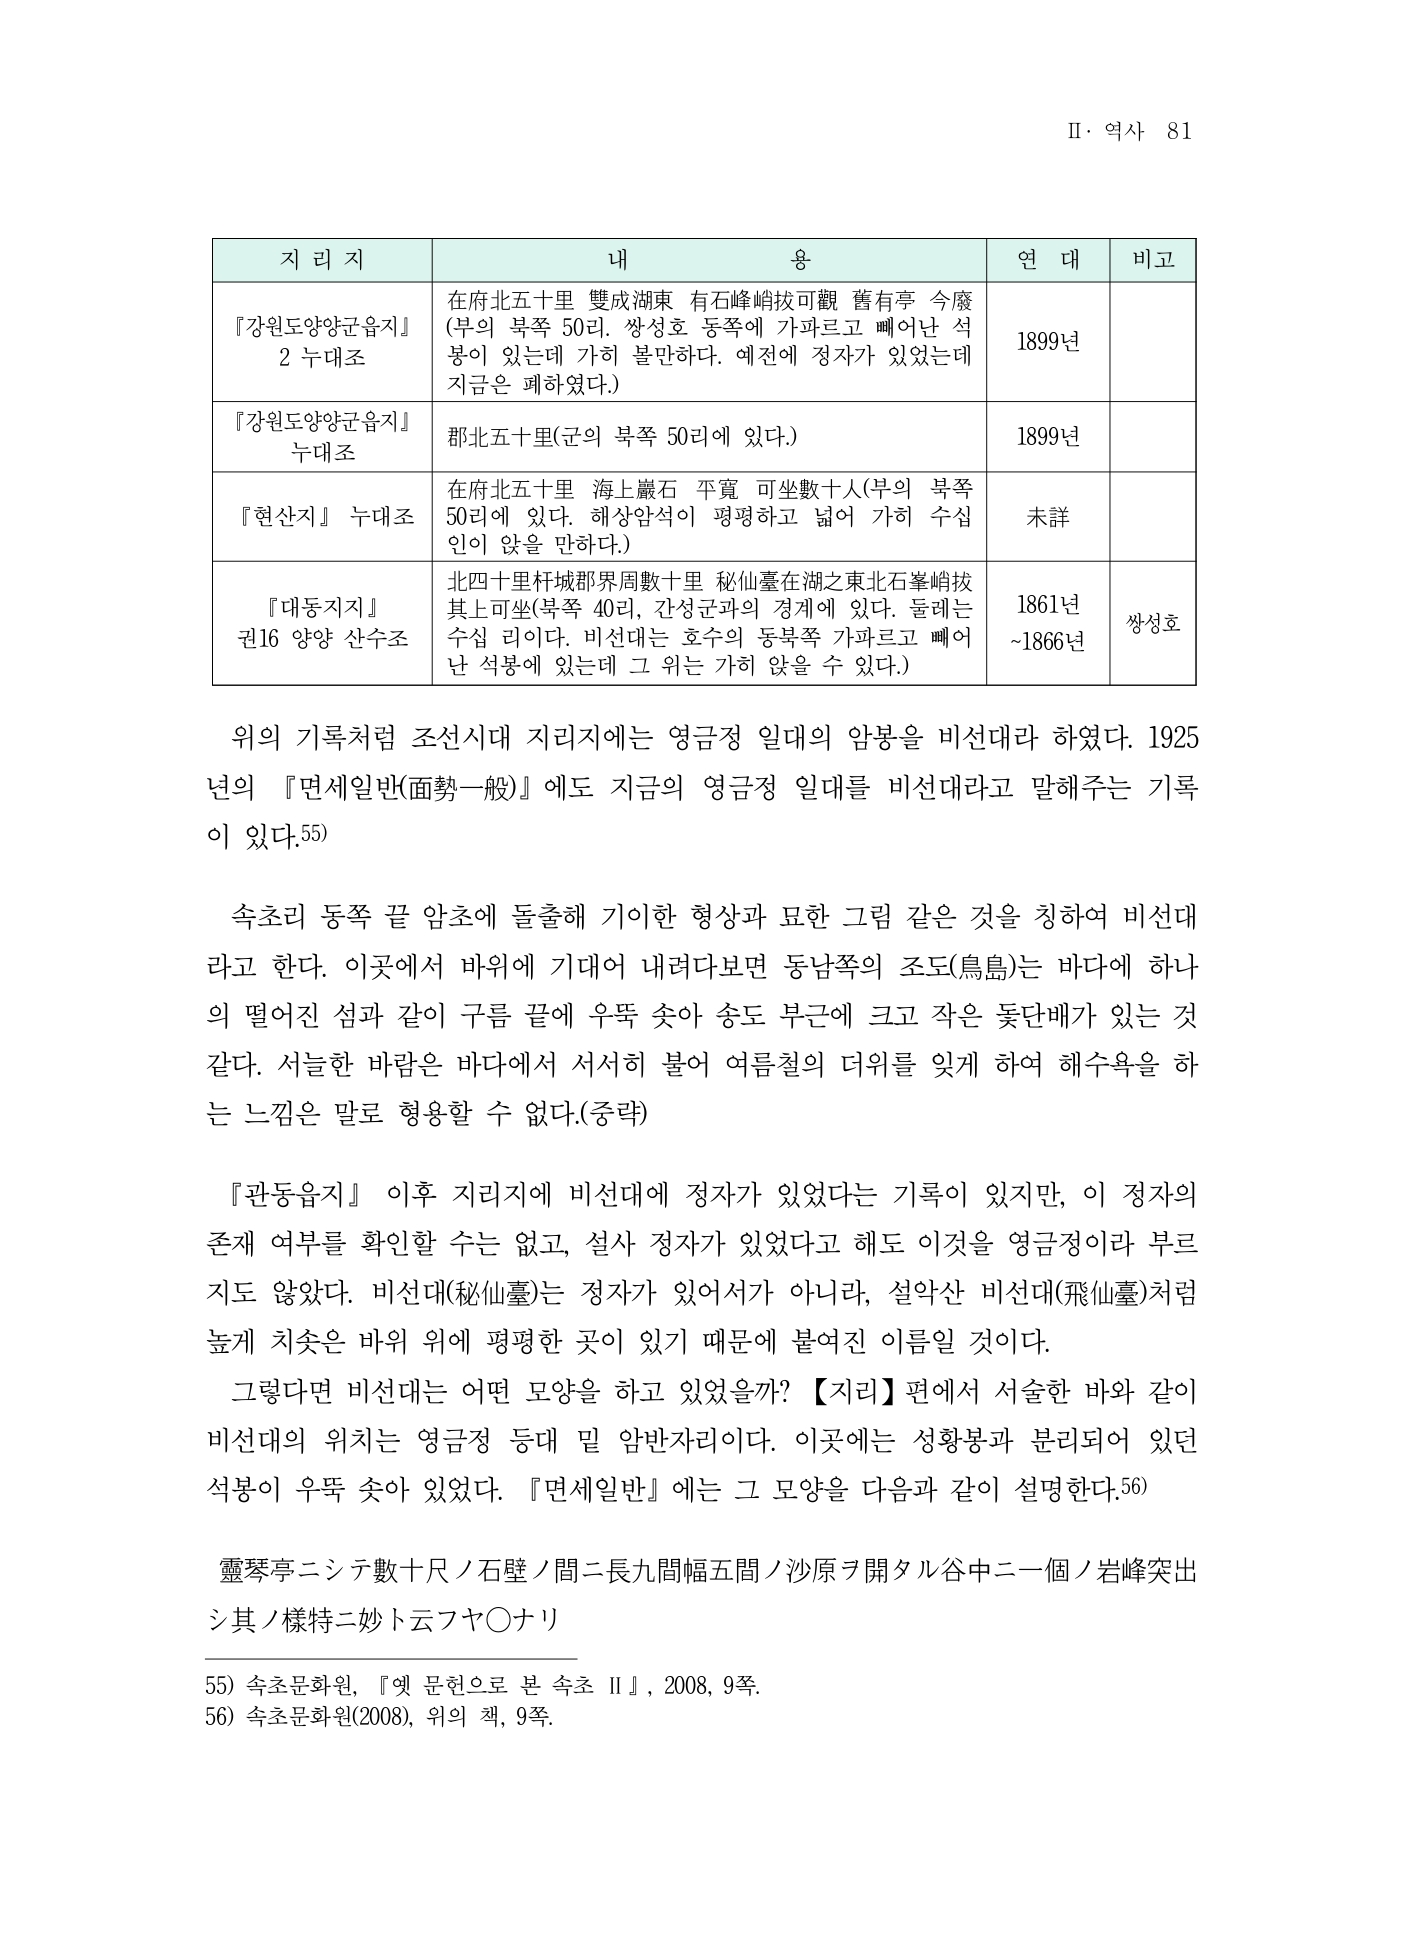 Ⅱ· 역사 81
지 리 지 내 용 연 대 비고
『강원도양양군읍지』
2 누대조
在府北五十里 雙成湖東 有石峰峭拔可觀 舊有亭 今廢
(부의 북쪽 50리. 쌍성호 동쪽에 가파르고 빼어난 석
봉이 있는데 가히 볼만하다. 예전에 정자가 있었는데
지금은 폐하였다.)
1899년
『강원도양양군읍지』
누대조
郡北五十里(군의 북쪽 50리에 있다.)
1899년
『현산지』 누대조
在府北五十里 海上巖石 平寬 可坐數十人(부의 북쪽
50리에 있다. 해상암석이 평평하고 넓어 가히 수십
인이 앉을 만하다.)
未詳
『대동지지』
권16 양양 산수조
北四十里杆城郡界周數十里 秘仙臺在湖之東北石峯峭拔
其上可坐(북쪽 40리, 간성군과의 경계에 있다. 둘레는
수십 리이다. 비선대는 호수의 동북쪽 가파르고 빼어
난 석봉에 있는데 그 위는 가히 앉을 수 있다.)
1861년
~1866년
쌍성호
위의 기록처럼 조선시대 지리지에는 영금정 일대의 암봉을 비선대라 하였다. 1925
년의 『면세일반(面勢一般)』에도 지금의 영금정 일대를 비선대라고 말해주는 기록
이 있다.55)
속초리 동쪽 끝 암초에 돌출해 기이한 형상과 묘한 그림 같은 것을 칭하여 비선대
라고 한다. 이곳에서 바위에 기대어 내려다보면 동남쪽의 조도(鳥島)는 바다에 하나
의 떨어진 섬과 같이 구름 끝에 우뚝 솟아 송도 부근에 크고 작은 돛단배가 있는 것
같다. 서늘한 바람은 바다에서 서서히 불어 여름철의 더위를 잊게 하여 해수욕을 하
는 느낌은 말로 형용할 수 없다.(중략)
『관동읍지』 이후 지리지에 비선대에 정자가 있었다는 기록이 있지만, 이 정자의
존재 여부를 확인할 수는 없고, 설사 정자가 있었다고 해도 이것을 영금정이라 부르
지도 않았다. 비선대(秘仙臺)는 정자가 있어서가 아니라, 설악산 비선대(飛仙臺)처럼
높게 치솟은 바위 위에 평평한 곳이 있기 때문에 붙여진 이름일 것이다.
그렇다면 비선대는 어떤 모양을 하고 있었을까? 【지리】편에서 서술한 바와 같이
비선대의 위치는 영금정 등대 밑 암반자리이다. 이곳에는 성황봉과 분리되어 있던
석봉이 우뚝 솟아 있었다. 『면세일반』에는 그 모양을 다음과 같이 설명한다.56)
靈琴亭ニシテ數十尺ノ石壁ノ間ニ長九間幅五間ノ沙原ヲ開タル谷中ニ一個ノ岩峰突出
シ其ノ樣特ニ妙ト云フヤ〇ナリ
55) 속초문화원, 『옛 문헌으로 본 속초 Ⅱ』, 2008, 9쪽.
56) 속초문화원(2008), 위의 책, 9쪽.